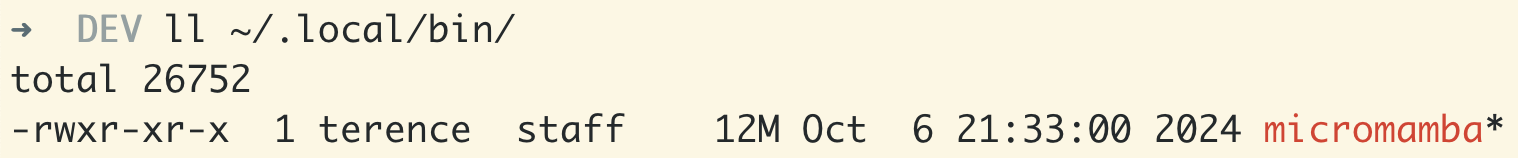 ➜  DEV ll ~/.local/bin/
total 26752
-rwxr-xr-x  1 terence  staff    12M Oct  6 21:33:00 2024 micromamba*